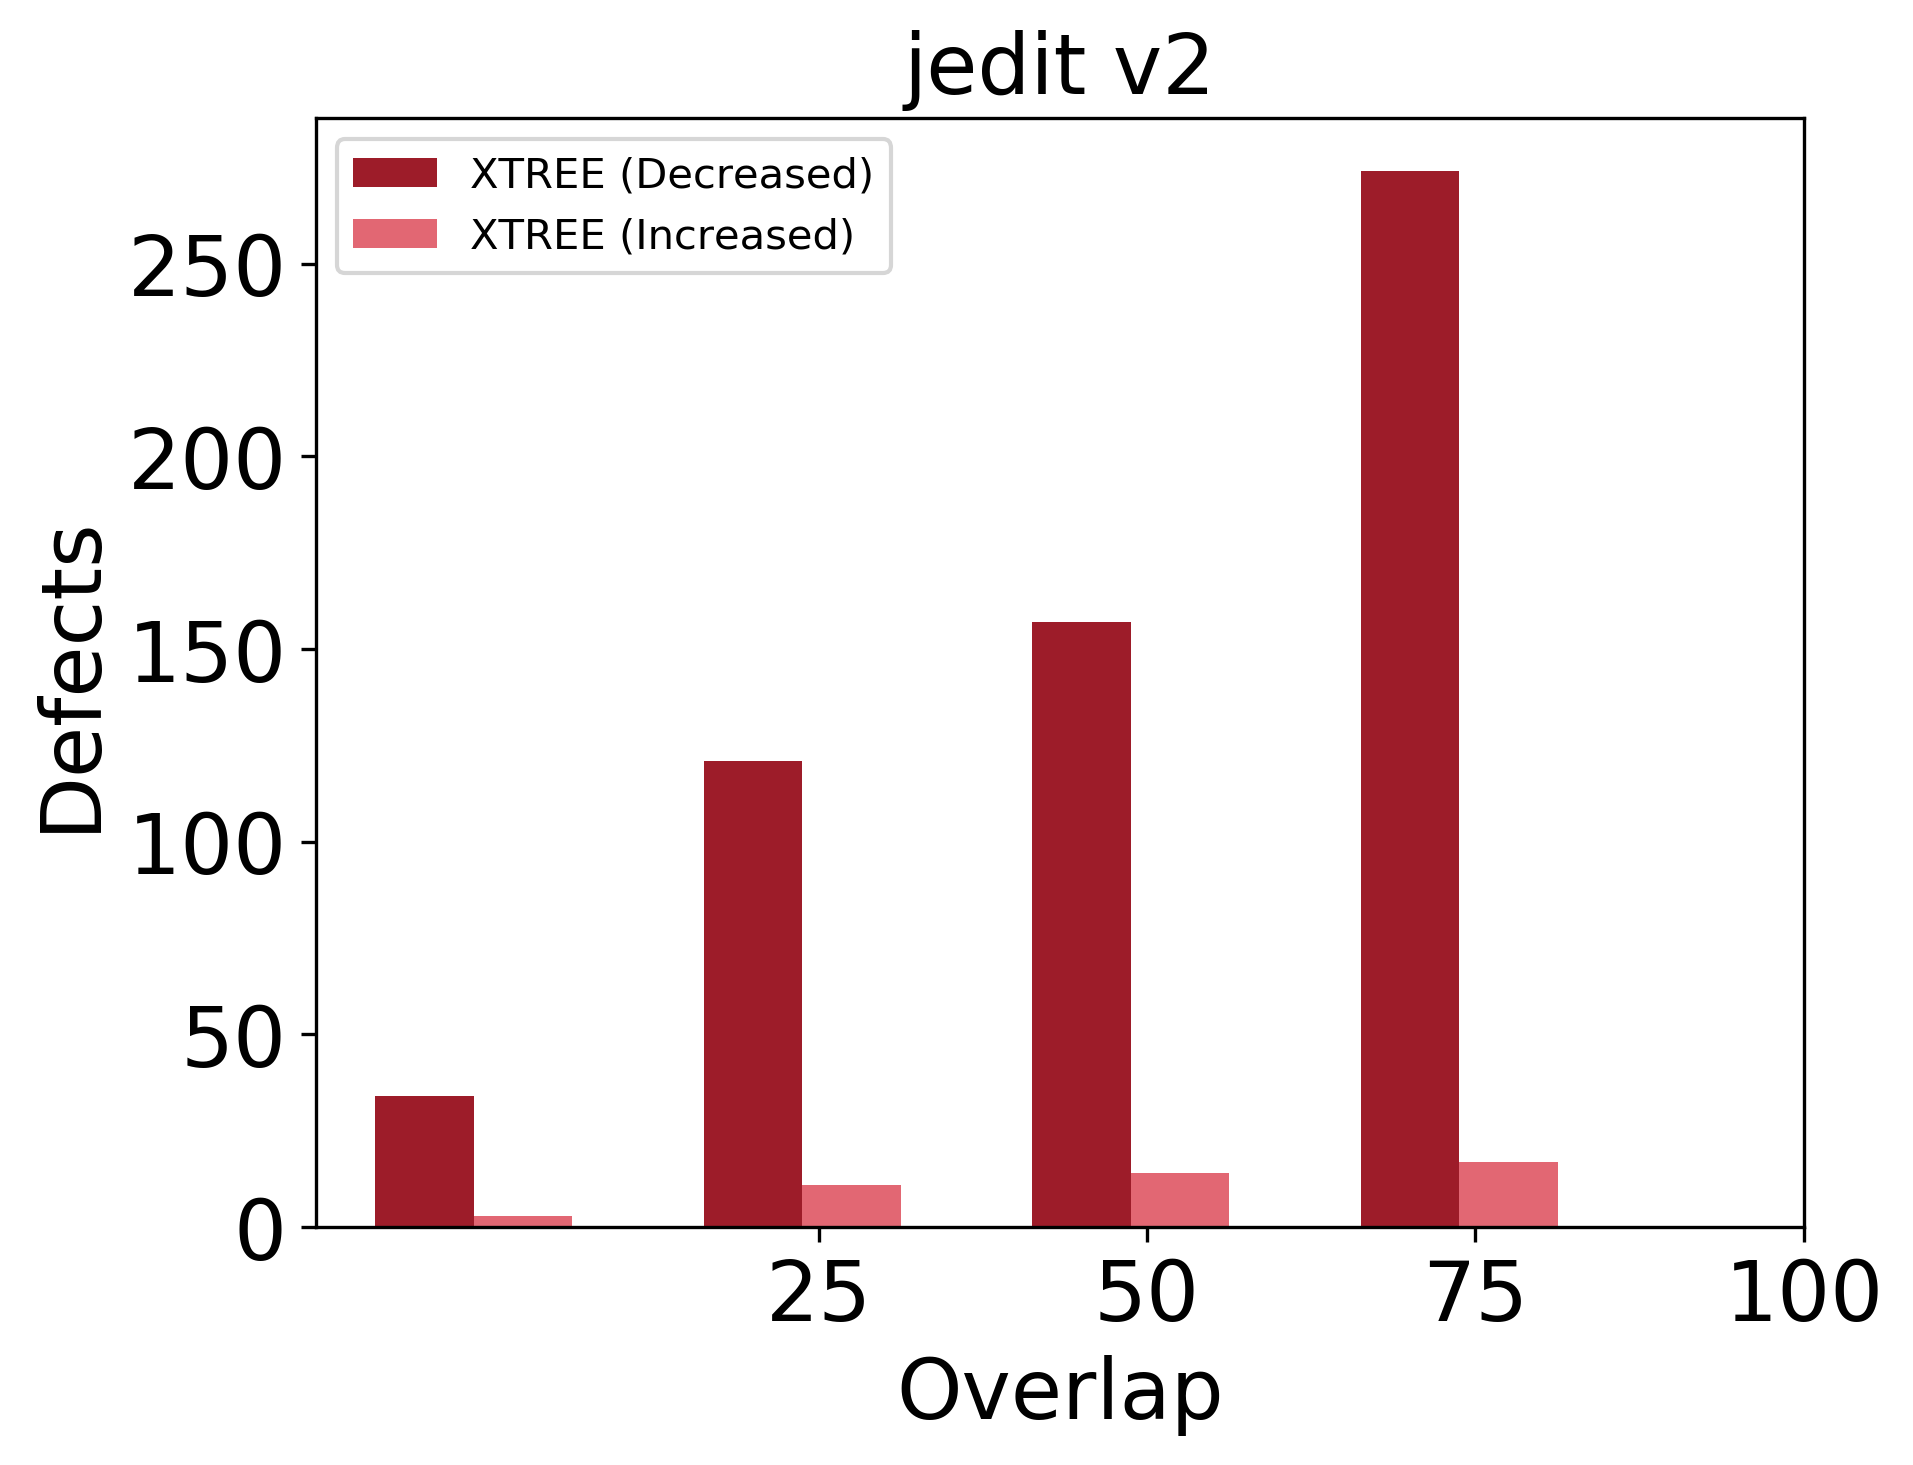 jedit v2
XTREE (Decreased)
XTREE (Increased)
250
200
150
100
50
0
Defects
25 50 75 100
Overlap